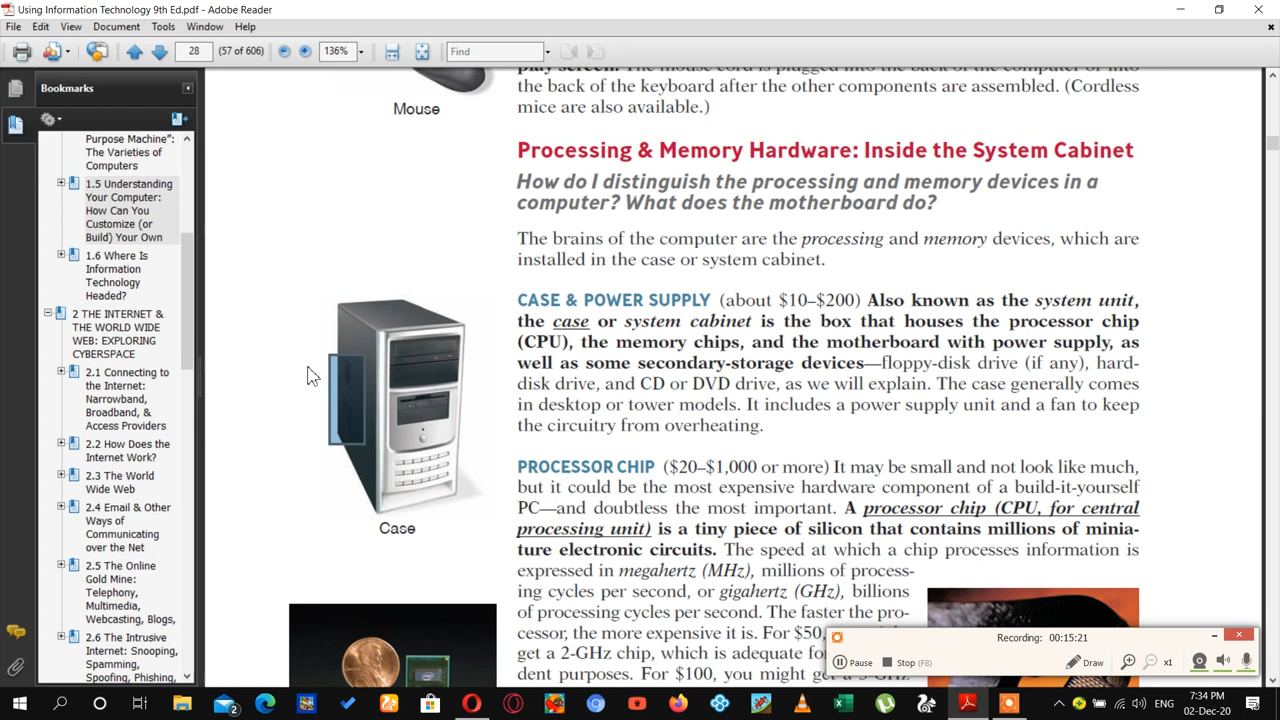 Using Information Technology 9th Ed.pdf - Adobe Reader
File Edit View Document Tools Window Help
28 (57 of 606) 136% Find
Bookmarks
Purpose Machine":
The Varieties of
Computers
1.5 Understanding
Your Computer:
How Can You
Customize (or
Build) Your Own
1.6 Where Is
Information
Technology
Headed?
2 THE INTERNET &
THE WORLD WIDE
WEB: EXPLORING
CYBERSPACE
2.1 Connecting to
the Internet:
Narrowband,
Broadband, &
Access Providers
2.2 How Does the
Internet Work?
2.3 The World
Wide Web
2.4 Email & Other
Ways of
Communicating
over the Net
2.5 The Online
Gold Mine:
Telephony,
Multimedia,
Webcasting, Blogs,
2.6 The Intrusive
Internet: Snooping,
Spamming,
Spoofing, Phishing,
Mouse
Case
play screen. The mouse cord is plugged into the back of the computer or into
the back of the keyboard after the other components are assembled. (Cordless
mice are also available.)
Processing & Memory Hardware: Inside the System Cabinet
How do I distinguish the processing and memory devices in a
computer? What does the motherboard do?
The brains of the computer are the processing and memory devices, which are
installed in the case or system cabinet.
CASE & POWER SUPPLY (about $10–$200) Also known as the system unit,
the case or system cabinet is the box that houses the processor chip
(CPU), the memory chips, and the motherboard with power supply, as
well as some secondary-storage devices—floppy-disk drive (if any), hard-
disk drive, and CD or DVD drive, as we will explain. The case generally comes
in desktop or tower models. It includes a power supply unit and a fan to keep
the circuitry from overheating.
PROCESSOR CHIP ($20–$1,000 or more) It may be small and not look like much,
but it could be the most expensive hardware component of a build-it-yourself
PC—and doubtless the most important. A processor chip (CPU, for central
processing unit) is a tiny piece of silicon that contains millions of minia-
ture electronic circuits. The speed at which a chip processes information is
expressed in megahertz (MHz), millions of process-
ing cycles per second, or gigahertz (GHz), billions
of processing cycles per second. The faster the pro-
cessor, the more expensive it is. For $50,
get a 2-GHz chip, which is adequate fo
dent purposes. For $100, you might get a 3-GHz
Recording: 00:15:21
Pause Stop (F8) Draw x1
2
ENG
7:34 PM
02-Dec-20